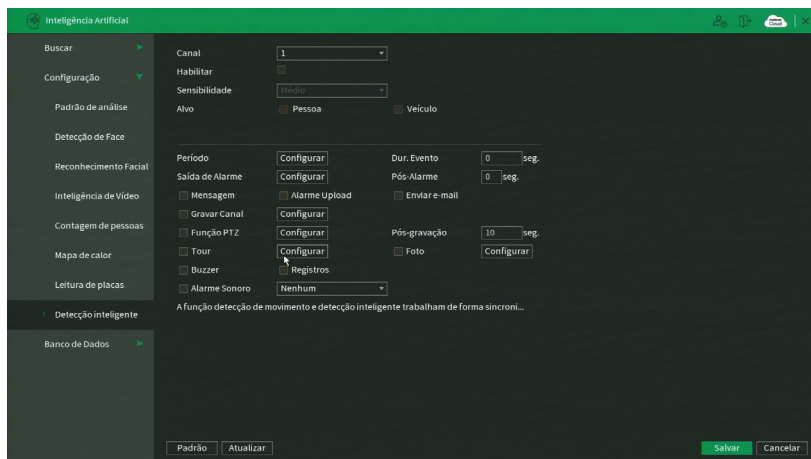 Inteligência Artificial
Buscar
Configuração
Padrão de análise
Detecção de Face
Reconhecimento Facial
Inteligência de Vídeo
Contagem de pessoas
Mapa de calor
Leitura de placas
Detecção inteligente
Banco de Dados
Canal 1
Habilitar
Sensibilidade Médio
Alvo Pessoa Veículo
Período Configurar Dur. Evento 0 seg.
Saída de Alarme Configurar Pós-Alarme 0 seg.
Mensagem Alarme Upload Enviar e-mail
Gravar Canal Configurar
Função PTZ Configurar Pós-gravação 10 seg.
Tour Configurar Foto Configurar
Buzzer Registros
Alarme Sonoro Nenhum
A função detecção de movimento e detecção inteligente trabalham de forma sincroni...
Padrão Atualizar Salvar Cancelar